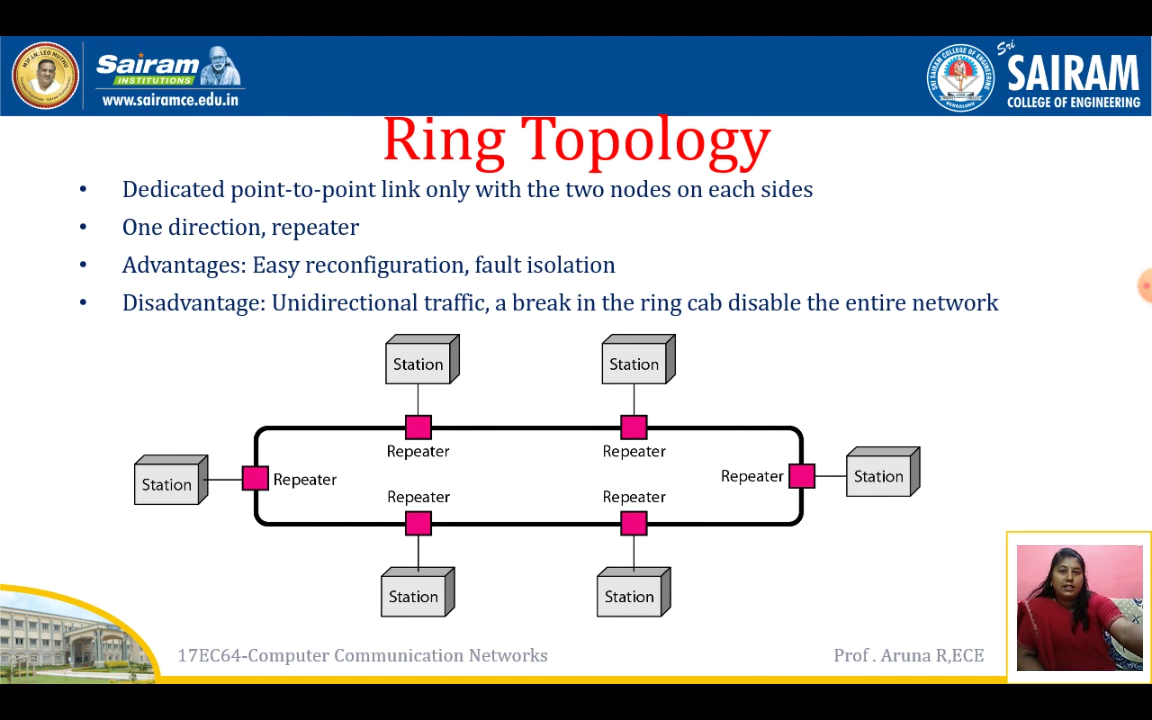 Sairam
INSTITUTIONS
www.sairamce.edu.in
Sri
SAIRAM
COLLEGE OF ENGINEERING
Ring Topology
• Dedicated point-to-point link only with the two nodes on each sides
• One direction, repeater
• Advantages: Easy reconfiguration, fault isolation
• Disadvantage: Unidirectional traffic, a break in the ring cab disable the entire network
Station
Station
Repeater
Repeater
Station
Repeater
Repeater
Station
Repeater
Repeater
Station
Station
17EC64-Computer Communication Networks
Prof . Aruna R,ECE